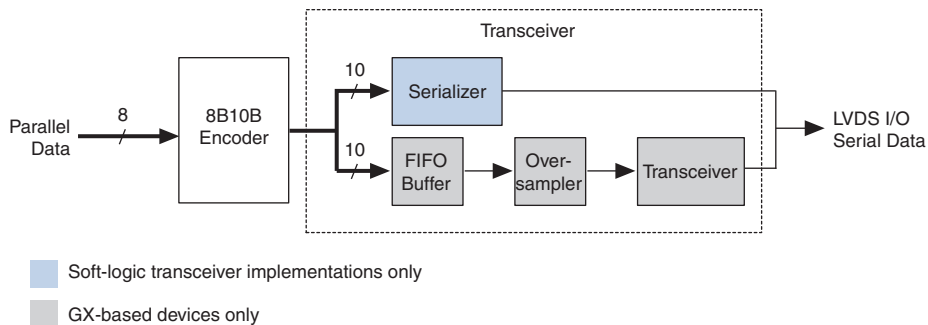 Transceiver
10
Serializer
8
Parallel
Data
8B10B
Encoder
LVDS I/O
Serial Data
10
FIFO
Buffer
Over-
sampler
Transceiver
Soft-logic transceiver implementations only
GX-based devices only